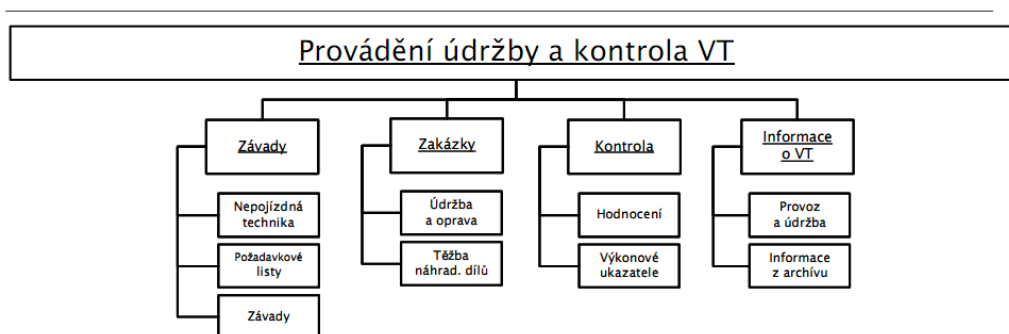 Provádění údržby a kontrola VT
Závady
Nepojízdná
technika
Požadavkové
listy
Závady
Zakázky
Údržba
a oprava
Těžba
náhrad. dílů
Kontrola
Hodnocení
Výkonové
ukazatele
Informace
o VT
Provoz
a údržba
Informace
z archívu